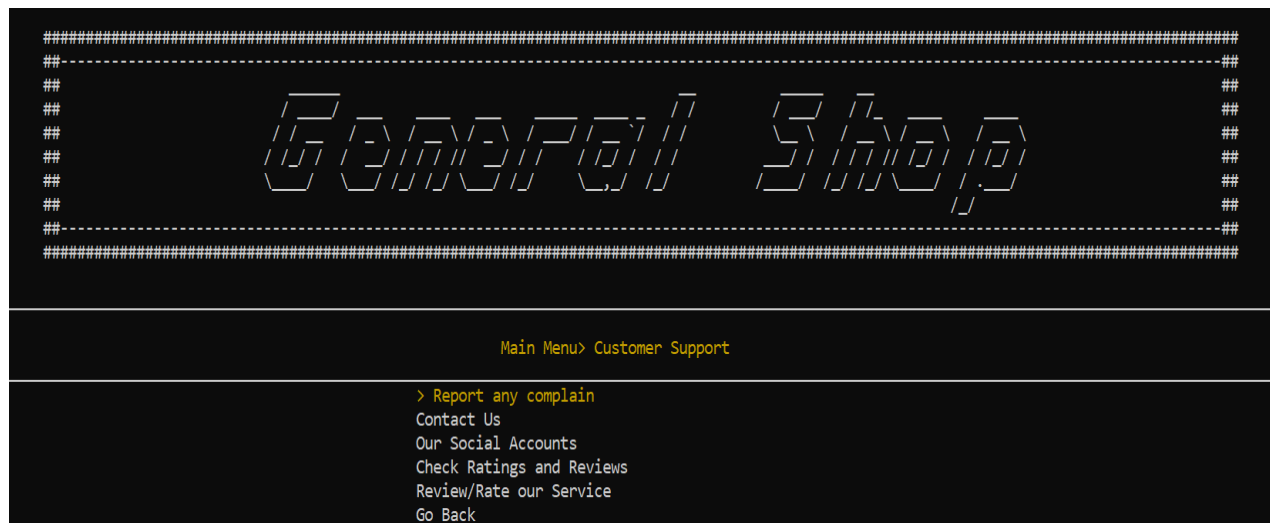 General Shop
Main Menu> Customer Support
> Report any complain
Contact Us
Our Social Accounts
Check Ratings and Reviews
Review/Rate our Service
Go Back